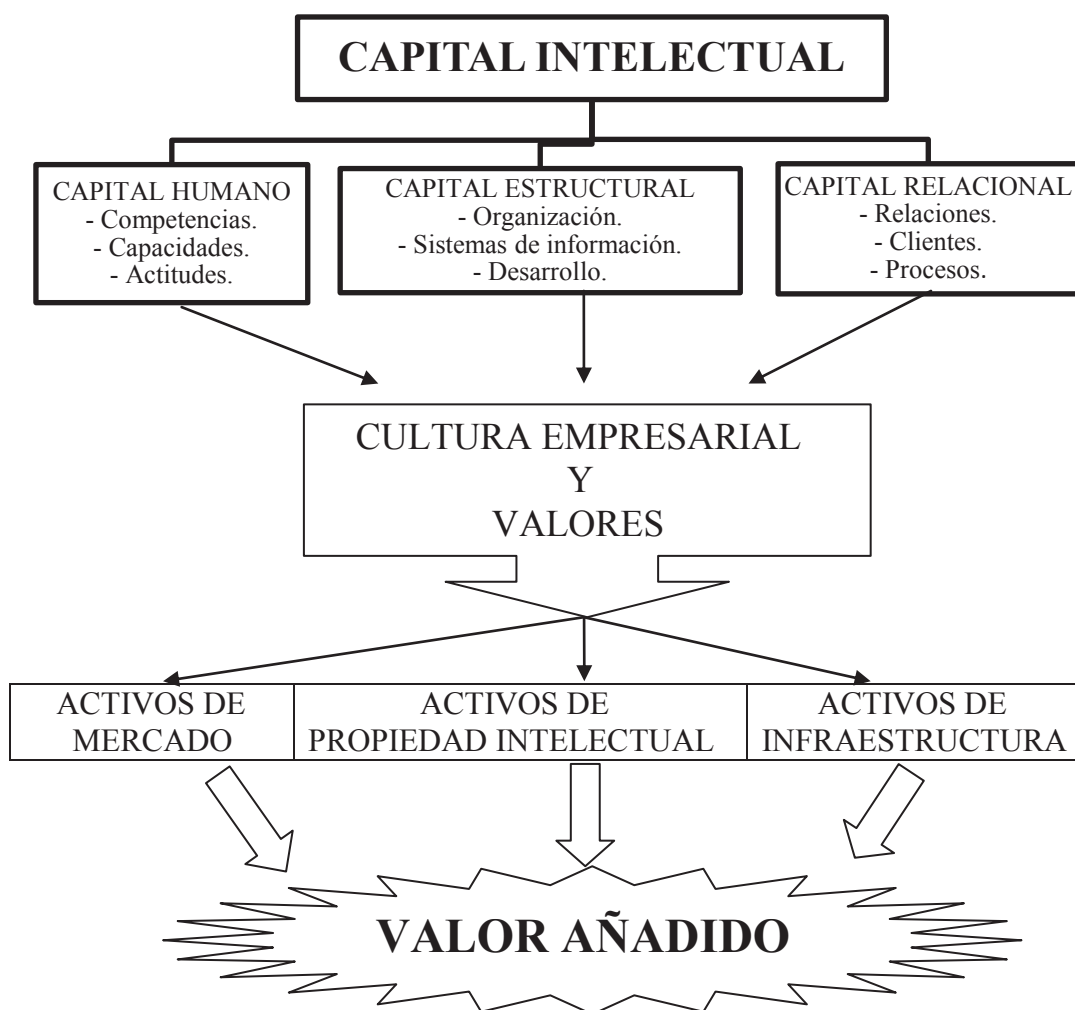 CAPITAL INTELECTUAL
CAPITAL HUMANO
- Competencias.
- Capacidades.
- Actitudes.
CAPITAL ESTRUCTURAL
- Organización.
- Sistemas de información.
- Desarrollo.
CAPITAL RELACIONAL
- Relaciones.
- Clientes.
- Procesos.
CULTURA EMPRESARIAL
Y
VALORES
ACTIVOS DE
MERCADO
ACTIVOS DE
PROPIEDAD INTELECTUAL
ACTIVOS DE
INFRAESTRUCTURA
VALOR AÑADIDO